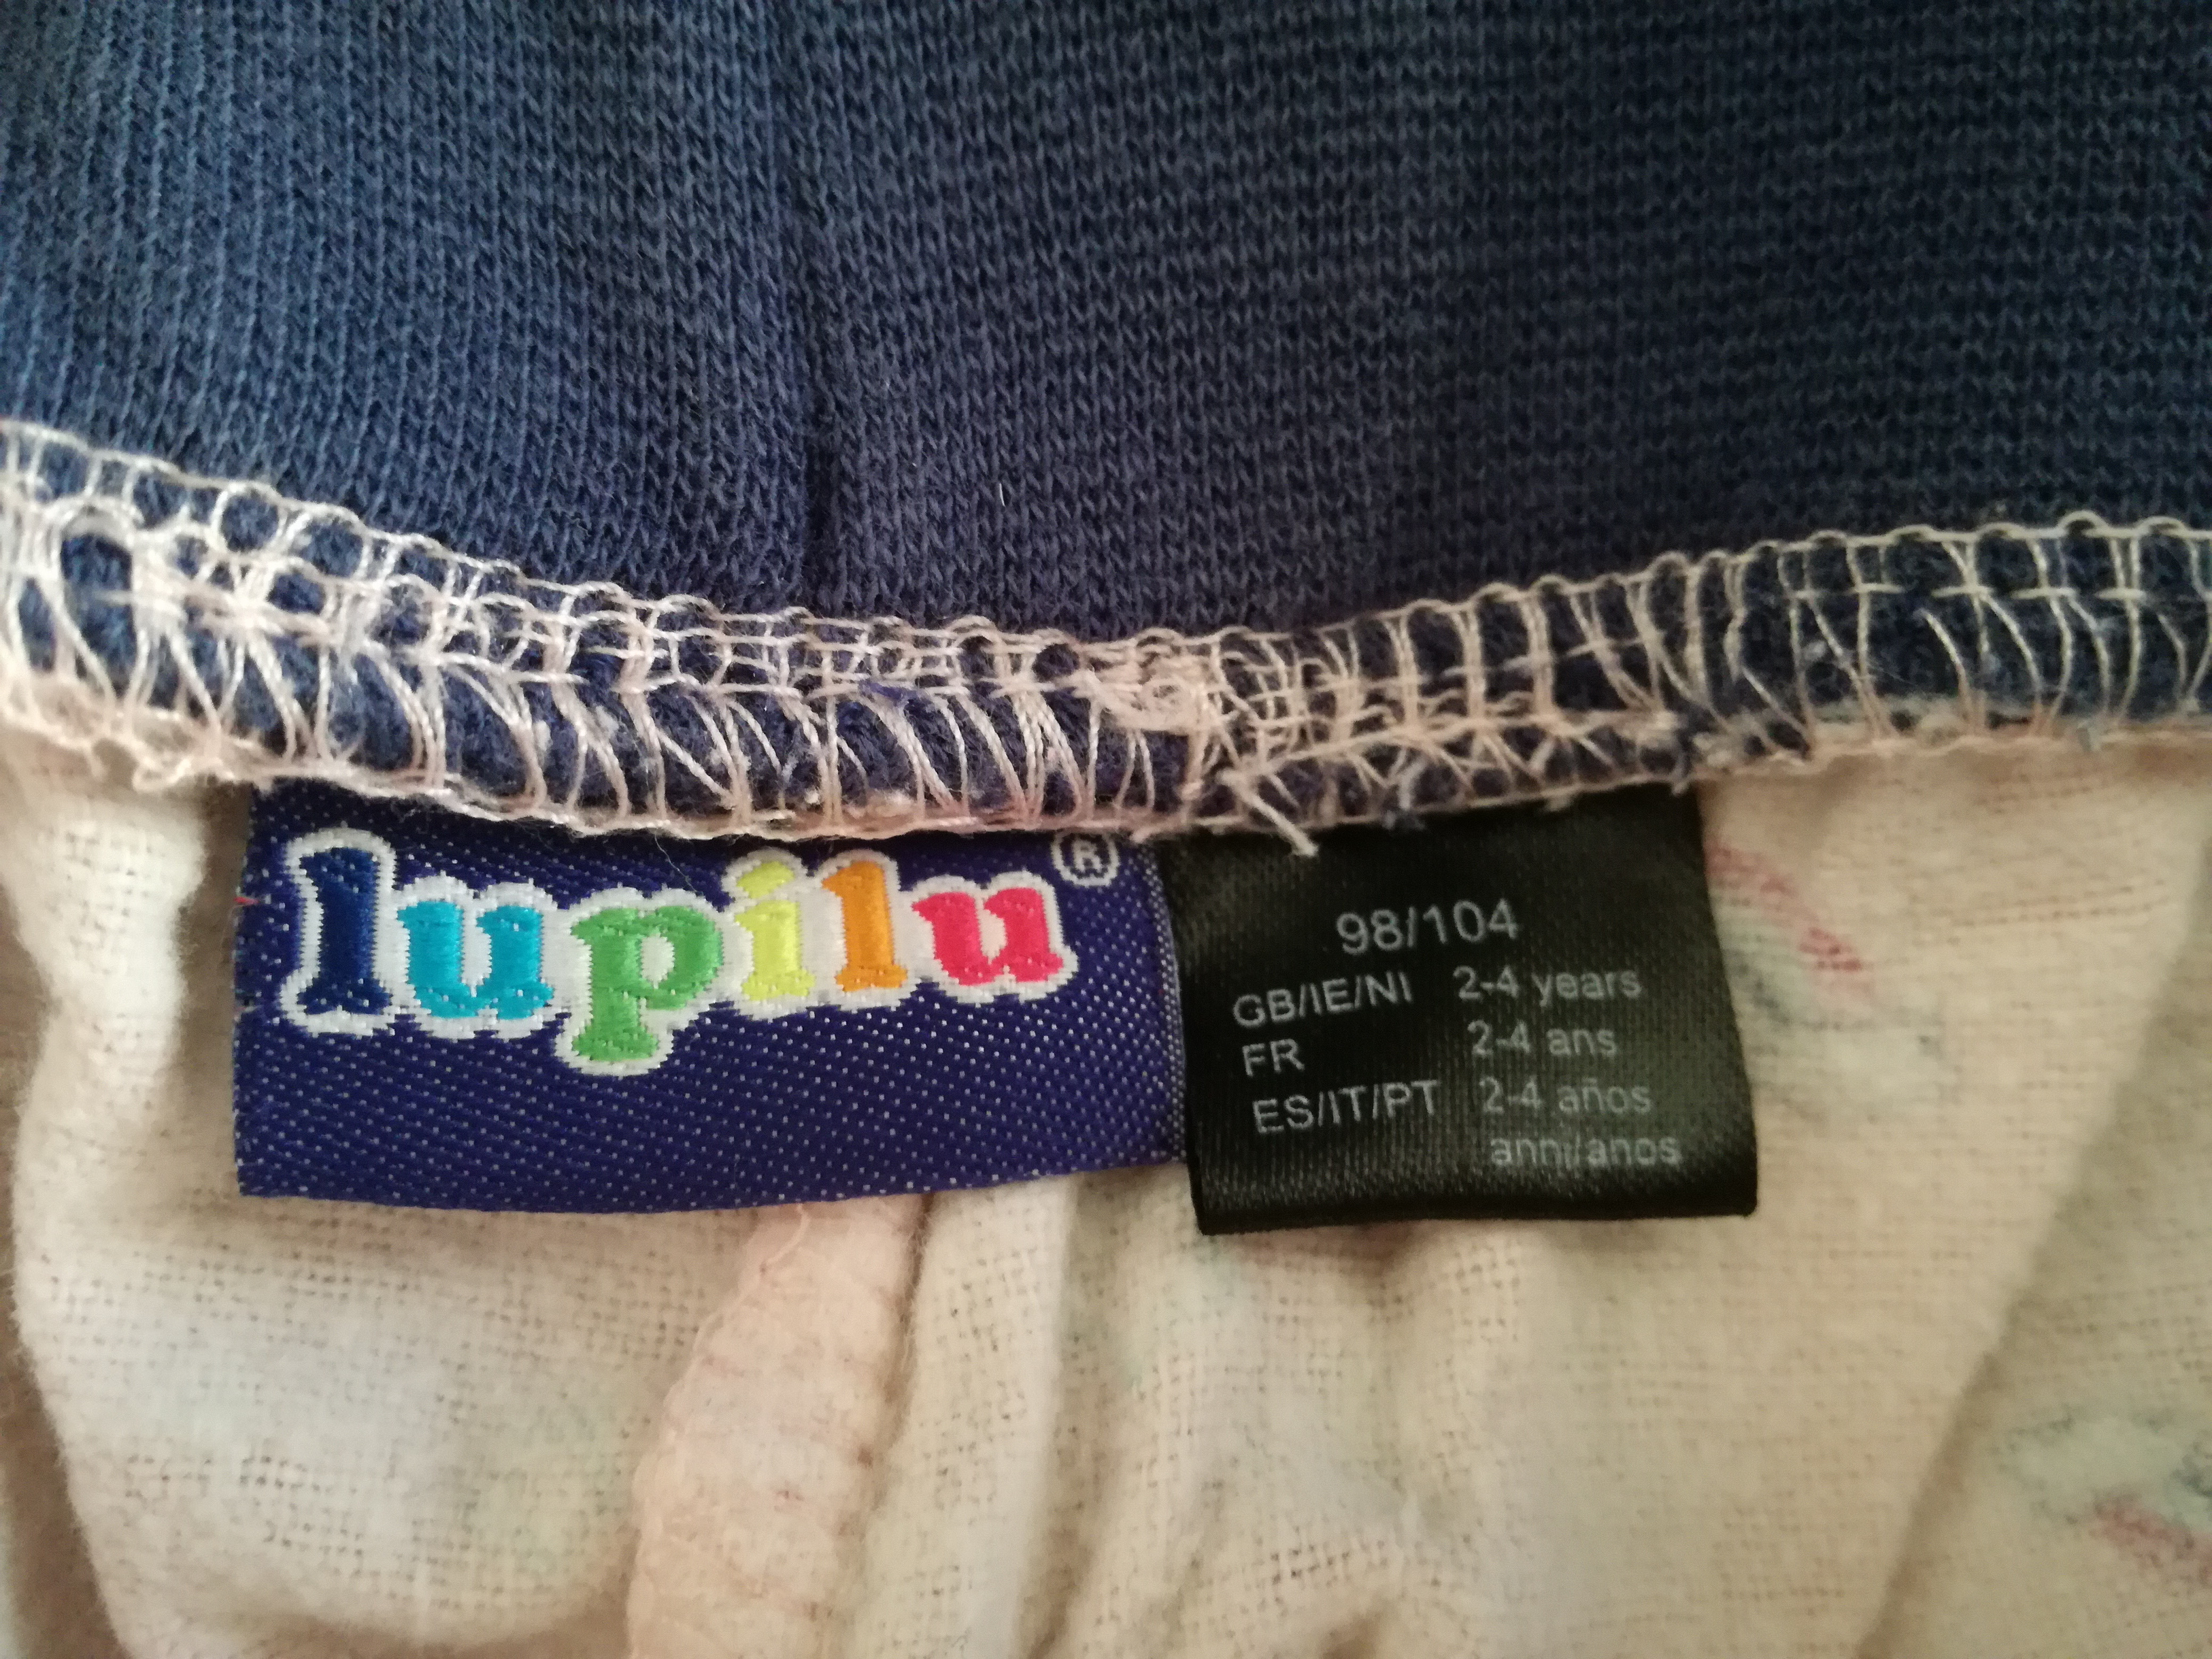 lupilu®
98/104
GB/IE/NI 2-4 years
FR 2-4 ans
ES/IT/PT 2-4 años
anni/anos